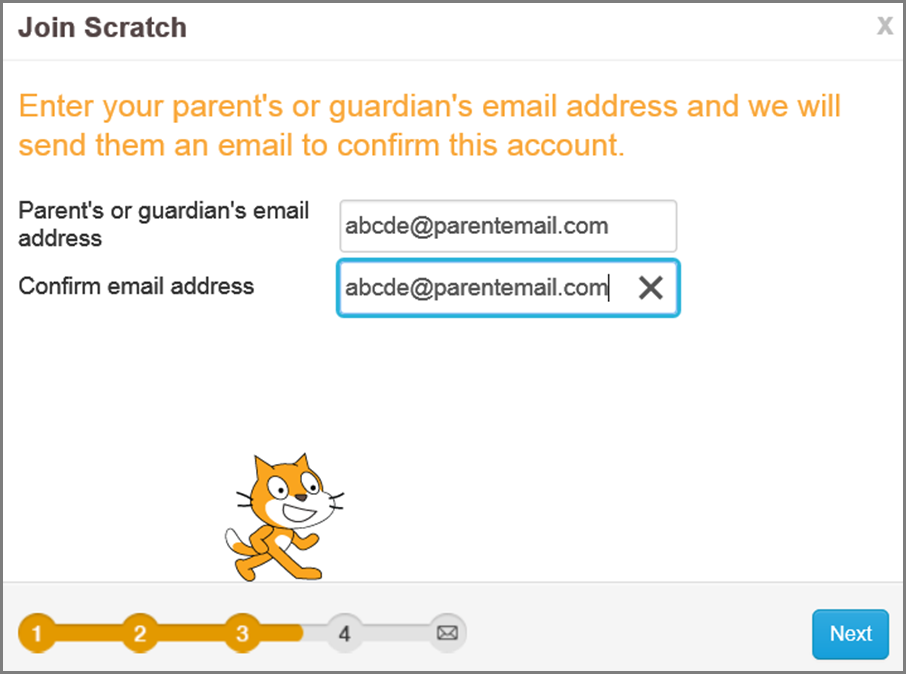 Join Scratch
X
Enter your parent's or guardian's email address and we will
send them an email to confirm this account.
Parent's or guardian's email
address
abcde@parentemail.com
Confirm email address
abcde@parentemail.com
1 2 3 4
Next